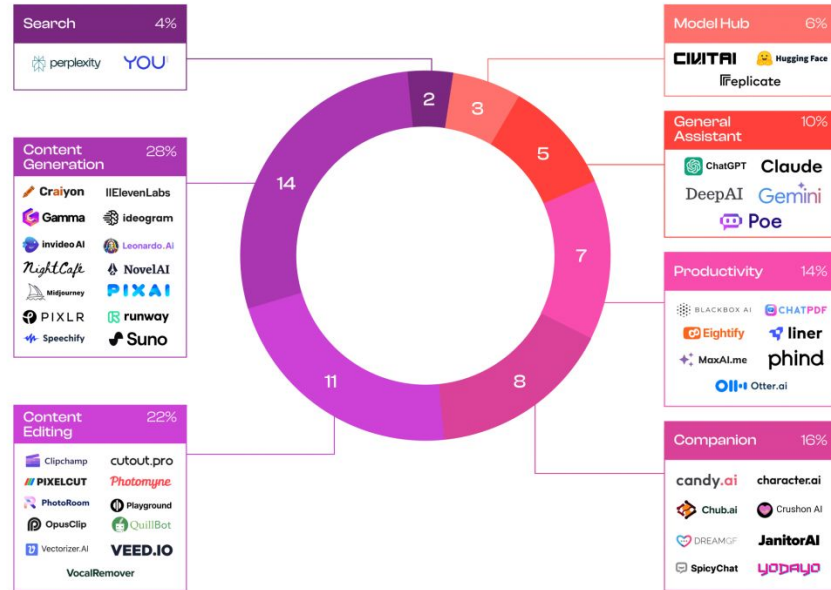 Search 4%
perplexity YOU
Content Generation 28%
Craiyon IIElevenLabs
Gamma ideogram
invideo AI Leonardo.Ai
NightCafe NovelAI
Midjourney PIXAI
PIXLR runway
Speechify Suno
Content Editing 22%
Clipchamp cutout.pro
PIXELCUT Photomyne
PhotoRoom Playground
OpusClip QuillBot
Vectorizer.AI VEED.IO
VocalRemover
2
3
5
7
8
11
14
Model Hub 6%
CIVITAI Hugging Face
Replicate
General Assistant 10%
ChatGPT Claude
DeepAI Gemini
Poe
Productivity 14%
BLACKBOX AI CHATPDF
Eightify liner
MaxAI.me phind
Otter.ai
Companion 16%
candy.ai character.ai
Chub.ai Crushon AI
DREAMGF JanitorAI
SpicyChat yodayo